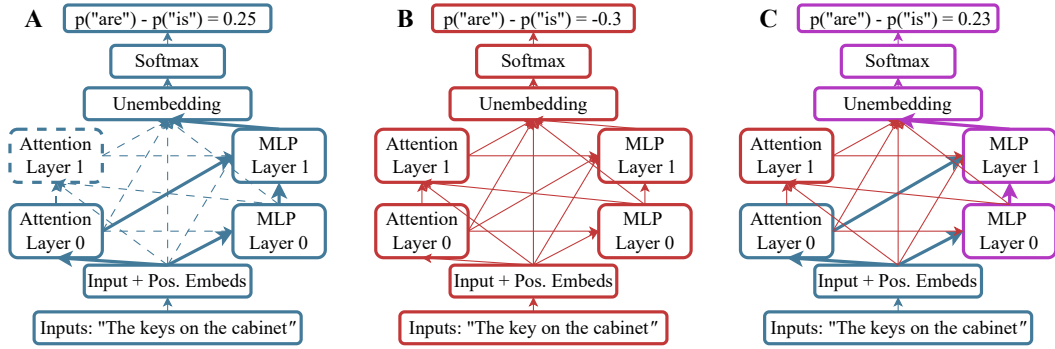 A
p("are") - p("is") = 0.25
Softmax
Unembedding
Attention
Layer 1
MLP
Layer 1
Attention
Layer 0
MLP
Layer 0
Input + Pos. Embeds
Inputs: "The keys on the cabinet″
B
p("are") - p("is") = -0.3
Softmax
Unembedding
Attention
Layer 1
MLP
Layer 1
Attention
Layer 0
MLP
Layer 0
Input + Pos. Embeds
Inputs: "The key on the cabinet″
C
p("are") - p("is") = 0.23
Softmax
Unembedding
Attention
Layer 1
MLP
Layer 1
Attention
Layer 0
MLP
Layer 0
Input + Pos. Embeds
Inputs: "The keys on the cabinet″